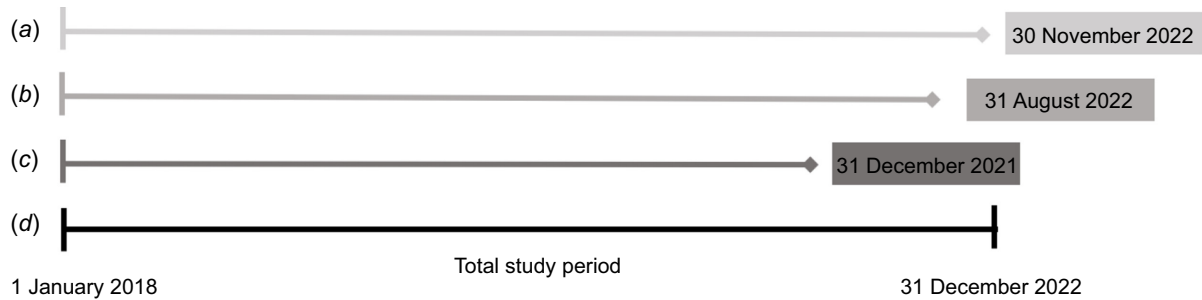 (a) 30 November 2022
(b) 31 August 2022
(c) 31 December 2021
(d)
Total study period
1 January 2018 31 December 2022